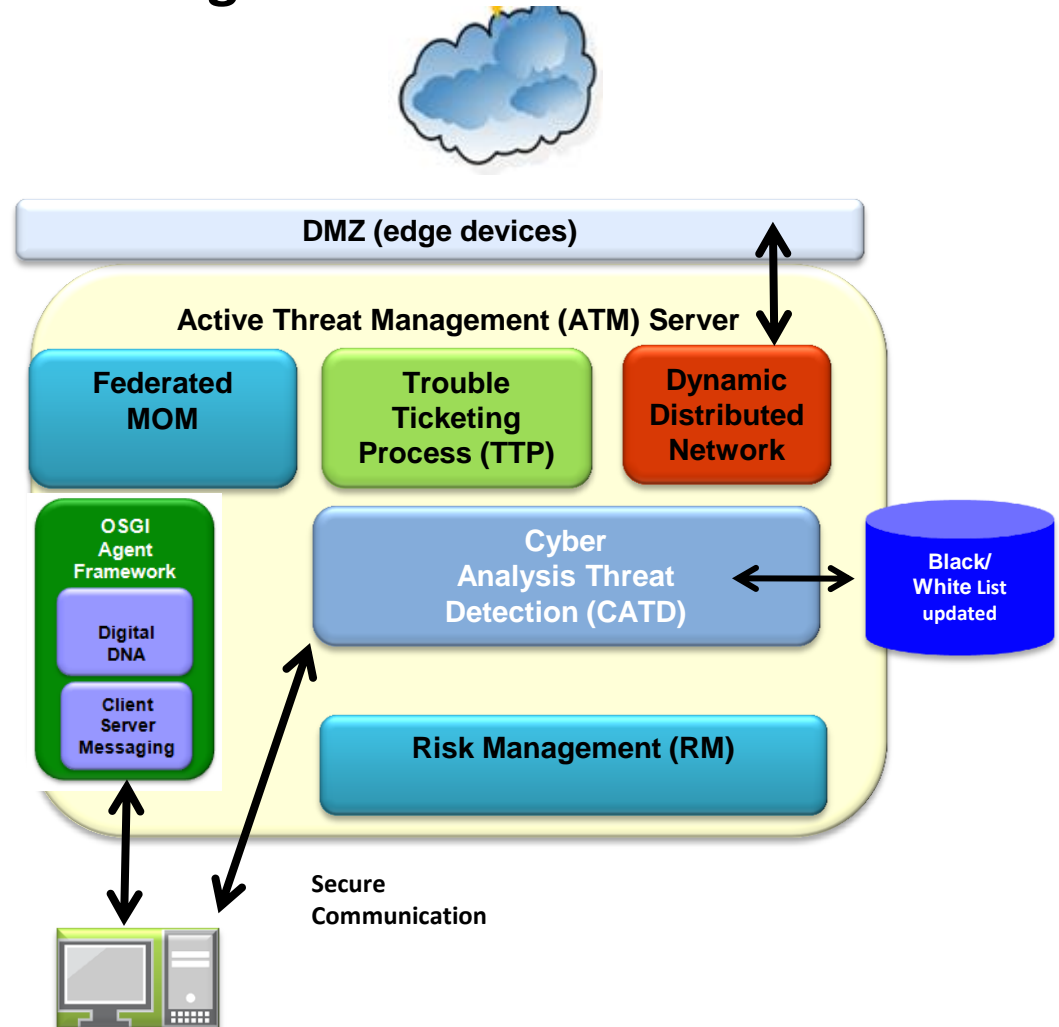 g
DMZ (edge devices)
Active Threat Management (ATM) Server
Federated
MOM
Trouble
Ticketing
Process (TTP)
Dynamic
Distributed
Network
OSGI
Agent
Framework
Digital
DNA
Client
Server
Messaging
Cyber
Analysis Threat
Detection (CATD)
Black/
White List
updated
Risk Management (RM)
Secure
Communication